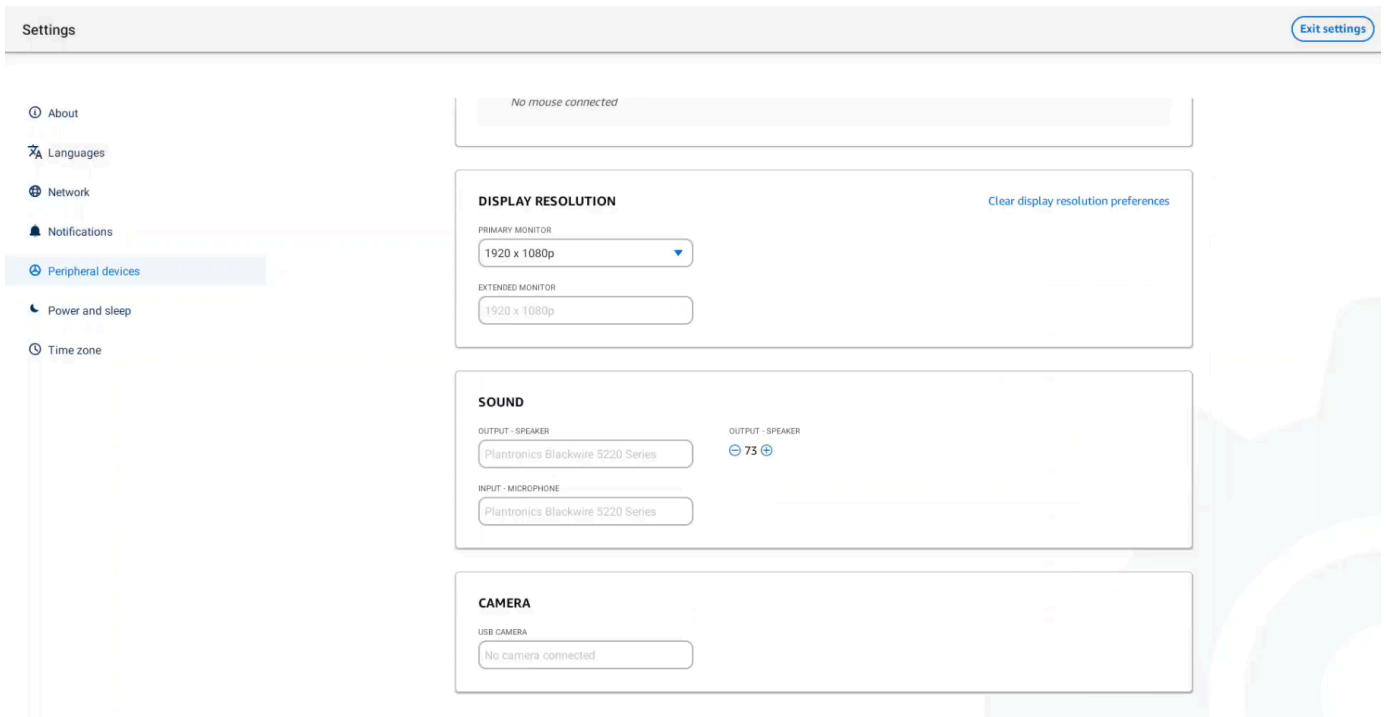 Settings
Exit settings
About
Languages
Network
Notifications
Peripheral devices
Power and sleep
Time zone
No mouse connected
DISPLAY RESOLUTION
Clear display resolution preferences
PRIMARY MONITOR
1920 x 1080p
EXTENDED MONITOR
1920 x 1080p
SOUND
OUTPUT - SPEAKER
Plantronics Blackwire 5220 Series
OUTPUT - SPEAKER
73
INPUT - MICROPHONE
Plantronics Blackwire 5220 Series
CAMERA
USB CAMERA
No camera connected